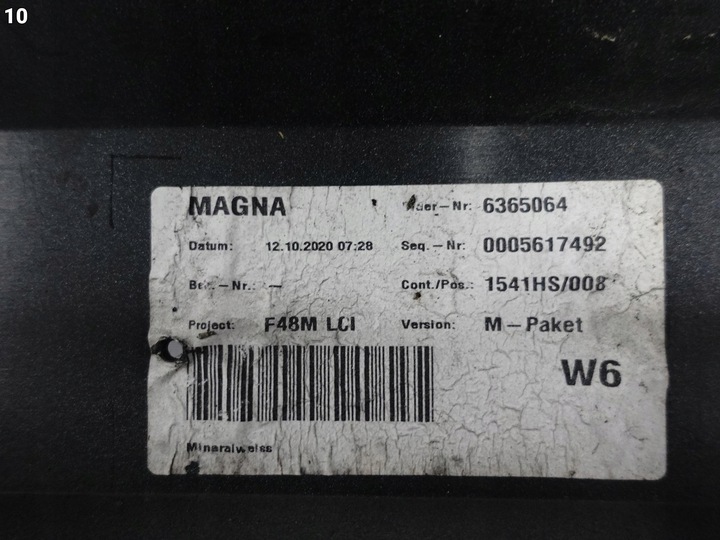 10
MAGNA
6365064
Datum: 12.10.2020 07:28 Seq.-Nr: 0005617492
Cont./Pos.: 1541HS/008
Project: F48M LCI Version: M-Paket
W6
Mineralweiss